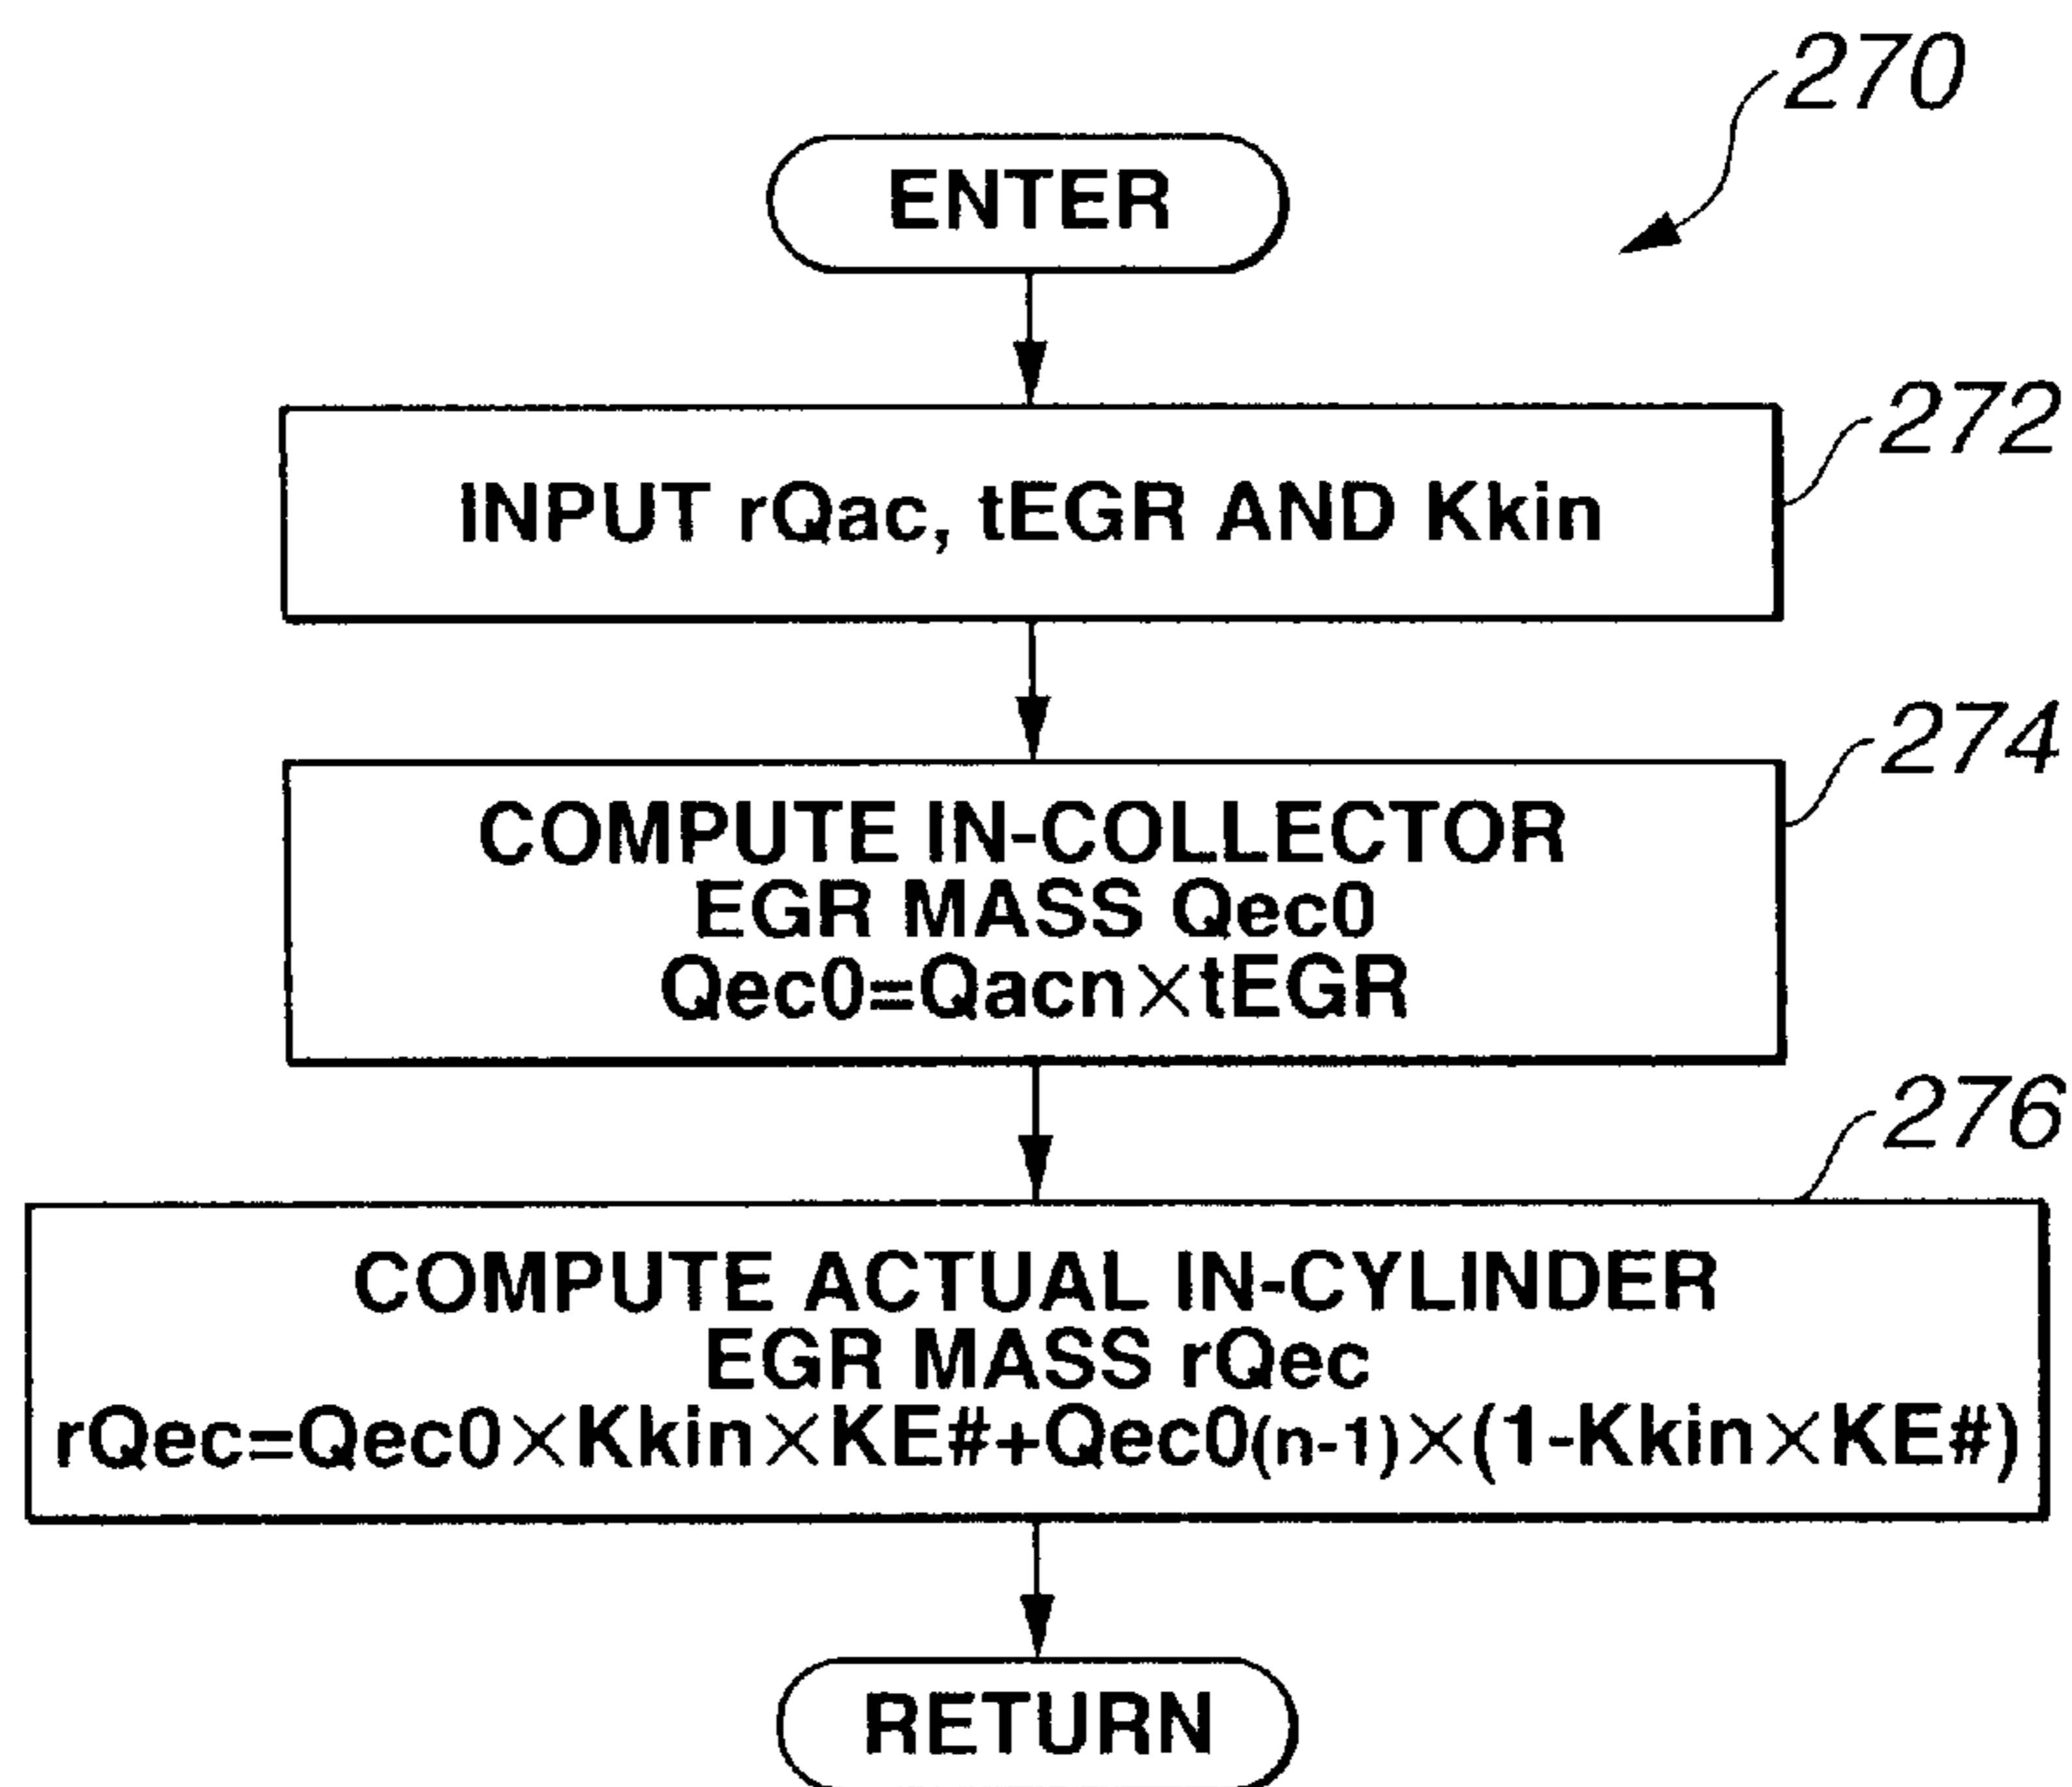 270
ENTER
272
INPUT rQac, tEGR AND Kkin
274
COMPUTE IN-COLLECTOR
EGR MASS Qec0
Qec0=Qacn×tEGR
276
COMPUTE ACTUAL IN-CYLINDER
EGR MASS rQec
rQec=Qec0×Kkin×KE#+Qec0(n-1)×(1-Kkin×KE#)
RETURN